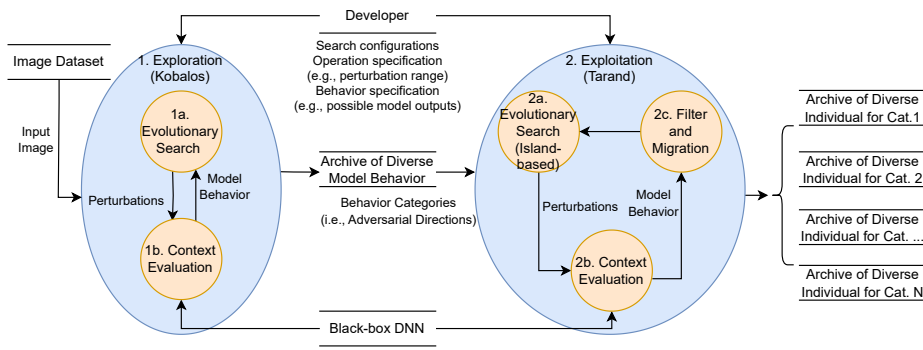 Developer
Search configurations
Operation specification
(e.g., perturbation range)
Behavior specification
(e.g., possible model outputs)
Image Dataset
Input
Image
1. Exploration
(Kobalos)
1a.
Evolutionary
Search
Perturbations
Model
Behavior
1b. Context
Evaluation
Archive of Diverse
Model Behavior
Behavior Categories
(i.e., Adversarial Directions)
Black-box DNN
2. Exploitation
(Tarand)
2a.
Evolutionary
Search
(Island-
based)
2c. Filter
and
Migration
Perturbations
Model
Behavior
2b. Context
Evaluation
Archive of Diverse
Individual for Cat.1
Archive of Diverse
Individual for Cat. 2
Archive of Diverse
Individual for Cat. ...
Archive of Diverse
Individual for Cat. N